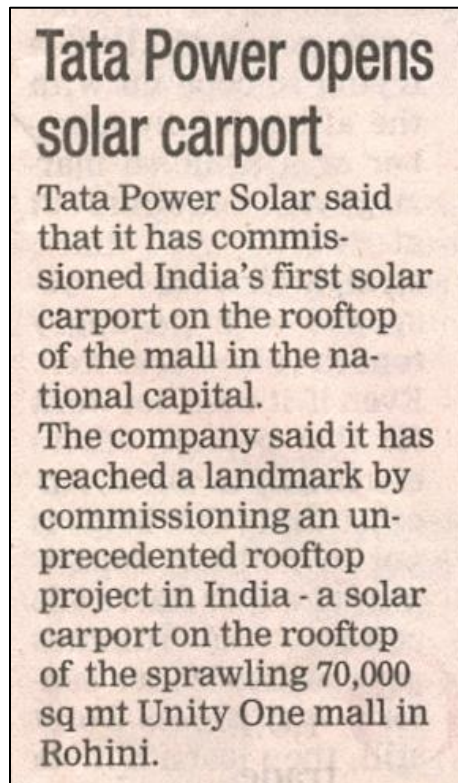 Tata Power opens
solar carport
Tata Power Solar said
that it has commis-
sioned India's first solar
carport on the rooftop
of the mall in the na-
tional capital.
The company said it has
reached a landmark by
commissioning an un-
precedented rooftop
project in India - a solar
carport on the rooftop
of the sprawling 70,000
sq mt Unity One mall in
Rohini.